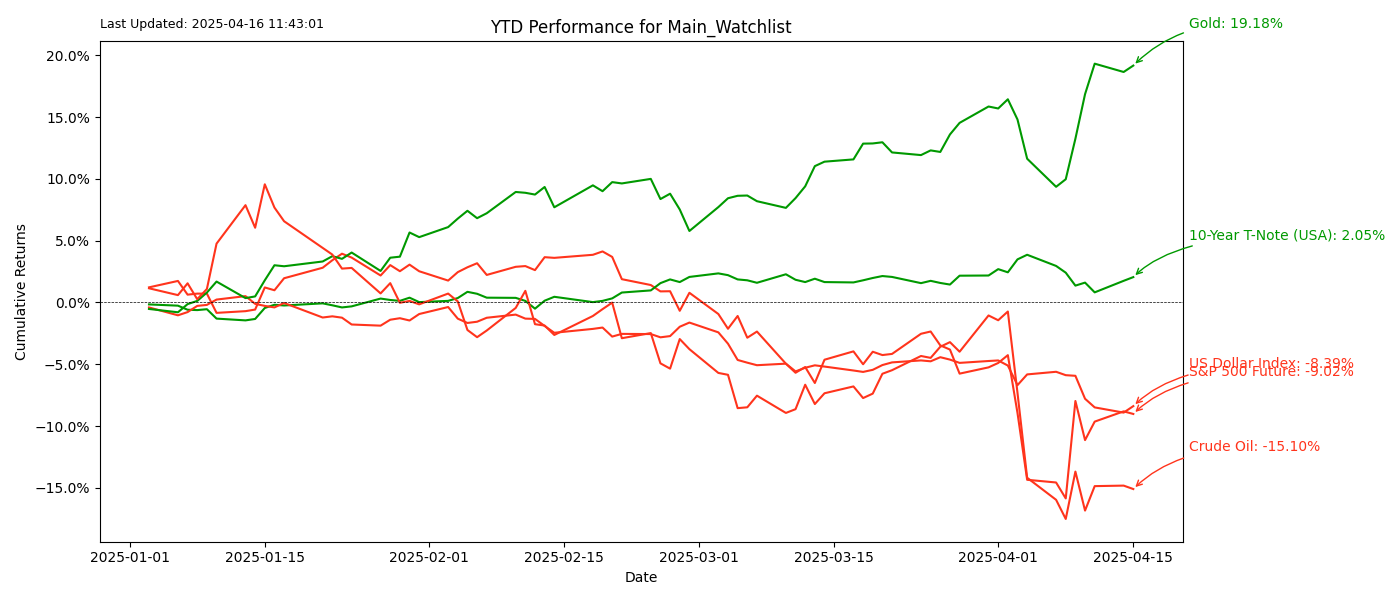 Last Updated: 2025-04-16 11:43:01
YTD Performance for Main_Watchlist
Gold: 19.18%
10-Year T-Note (USA): 2.05%
US Dollar Index: -8.39%
S&P 500 Future: -9.02%
Crude Oil: -15.10%
Cumulative Returns
20.0%
15.0%
10.0%
5.0%
0.0%
−5.0%
−10.0%
−15.0%
2025-01-01
2025-01-15
2025-02-01
2025-02-15
2025-03-01
2025-03-15
2025-04-01
2025-04-15
Date